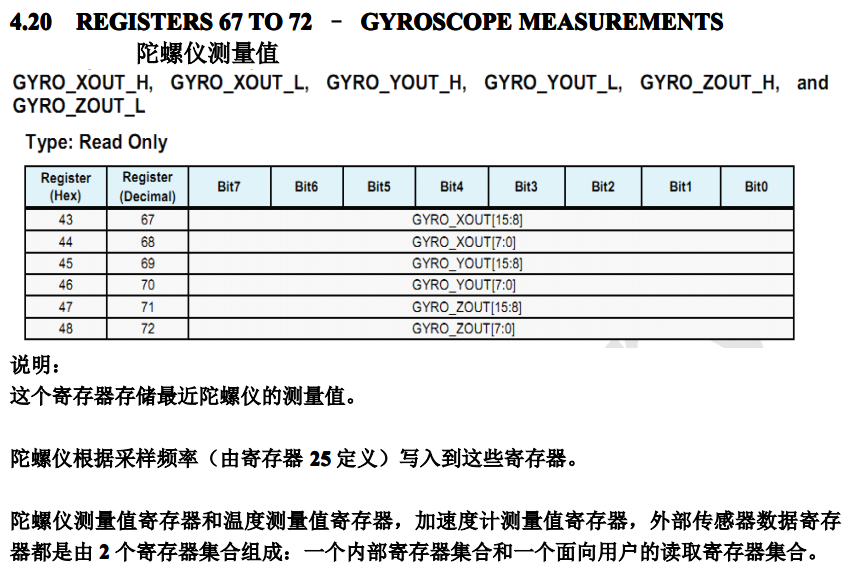 4.20 REGISTERS 67 TO 72 – GYROSCOPE MEASUREMENTS
陀螺仪测量值
GYRO_XOUT_H, GYRO_XOUT_L, GYRO_YOUT_H, GYRO_YOUT_L, GYRO_ZOUT_H, and
GYRO_ZOUT_L
Type: Read Only
Register (Hex) Register (Decimal) Bit7 Bit6 Bit5 Bit4 Bit3 Bit2 Bit1 Bit0
43 67 GYRO_XOUT[15:8]
44 68 GYRO_XOUT[7:0]
45 69 GYRO_YOUT[15:8]
46 70 GYRO_YOUT[7:0]
47 71 GYRO_ZOUT[15:8]
48 72 GYRO_ZOUT[7:0]
说明:
这个寄存器存储最近陀螺仪的测量值。
陀螺仪根据采样频率（由寄存器 25 定义）写入到这些寄存器。
陀螺仪测量值寄存器和温度测量值寄存器，加速度计测量值寄存器，外部传感器数据寄存
器都是由 2 个寄存器集合组成：一个内部寄存器集合和一个面向用户的读取寄存器集合。